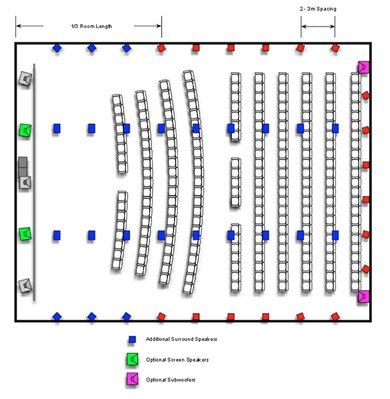 2 - 3m Spacing
1/3 Room Length
Additional Surround Speakers
Optional Screen Speakers
Optional Subwoofers